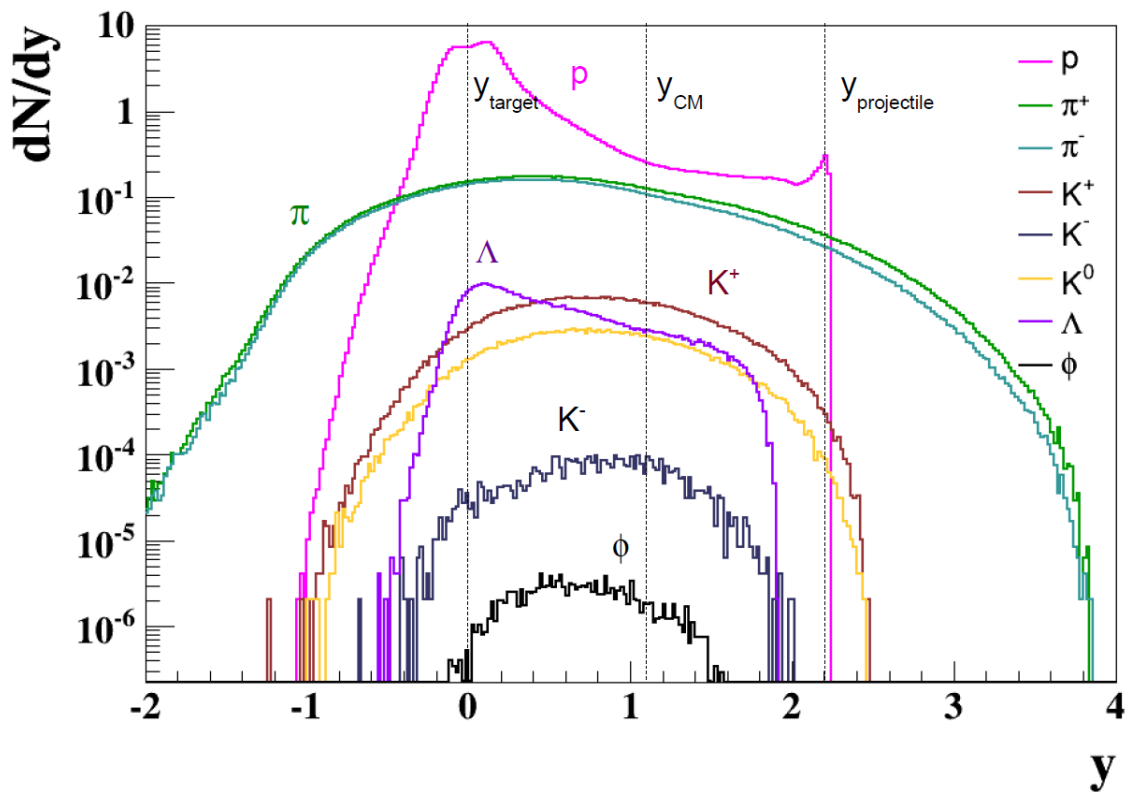 dN/dy
10
1
10⁻¹
10⁻²
10⁻³
10⁻⁴
10⁻⁵
10⁻⁶
p
y_target
y_CM
y_projectile
π
Λ
K⁺
K⁻
ϕ
p
π⁺
π⁻
K⁺
K⁻
K⁰
Λ
ϕ
-2 -1 0 1 2 3 4
y